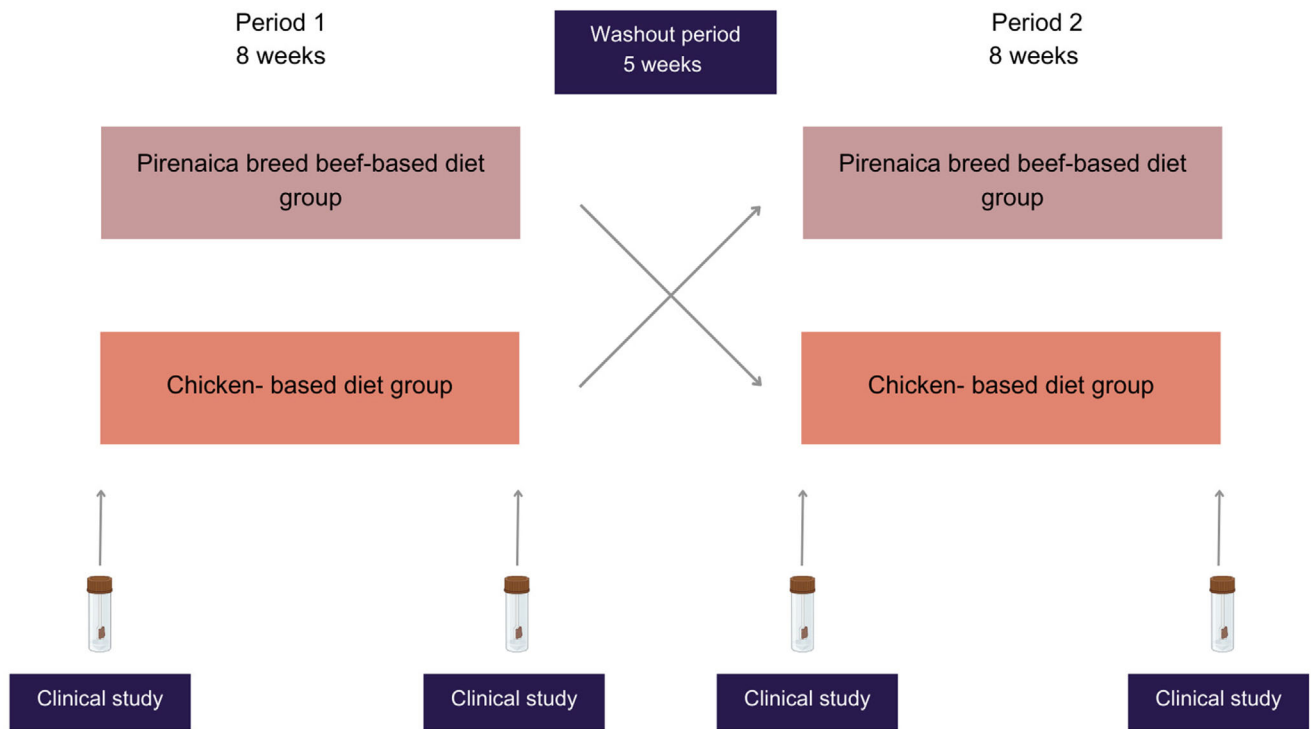 Period 1
8 weeks
Washout period
5 weeks
Period 2
8 weeks
Pirenaica breed beef-based diet
group
Pirenaica breed beef-based diet
group
Chicken- based diet group
Chicken- based diet group
Clinical study
Clinical study
Clinical study
Clinical study